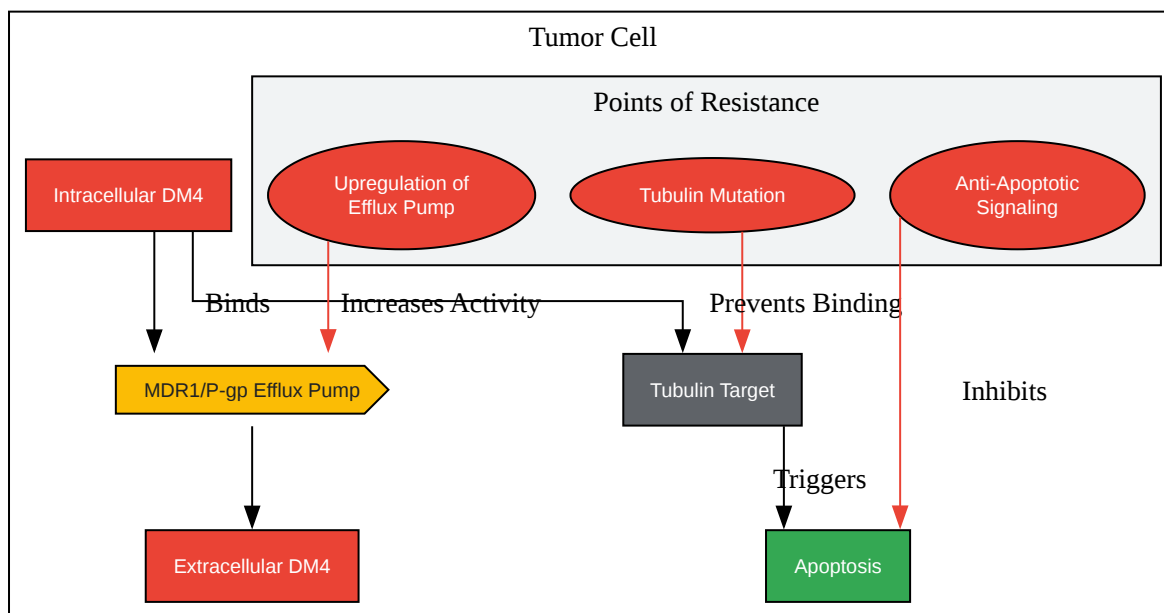 Tumor Cell
Points of Resistance
Intracellular DM4
Upregulation of
Efflux Pump
Tubulin Mutation
Anti-Apoptotic
Signaling
Binds
Increases Activity
Prevents Binding
MDR1/P-gp Efflux Pump
Tubulin Target
Inhibits
Triggers
Extracellular DM4
Apoptosis